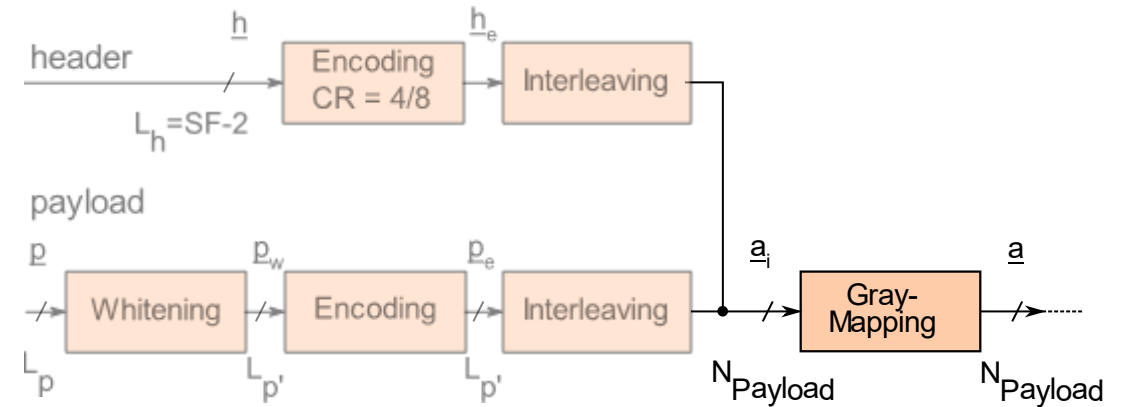 h
h_e
header
Encoding
CR = 4/8
Interleaving
L_h=SF-2
payload
p
p_w
p_e
a_i
a
Whitening
Encoding
Interleaving
Gray-
Mapping
L_p
L_p'
L_p'
N_Payload
N_Payload